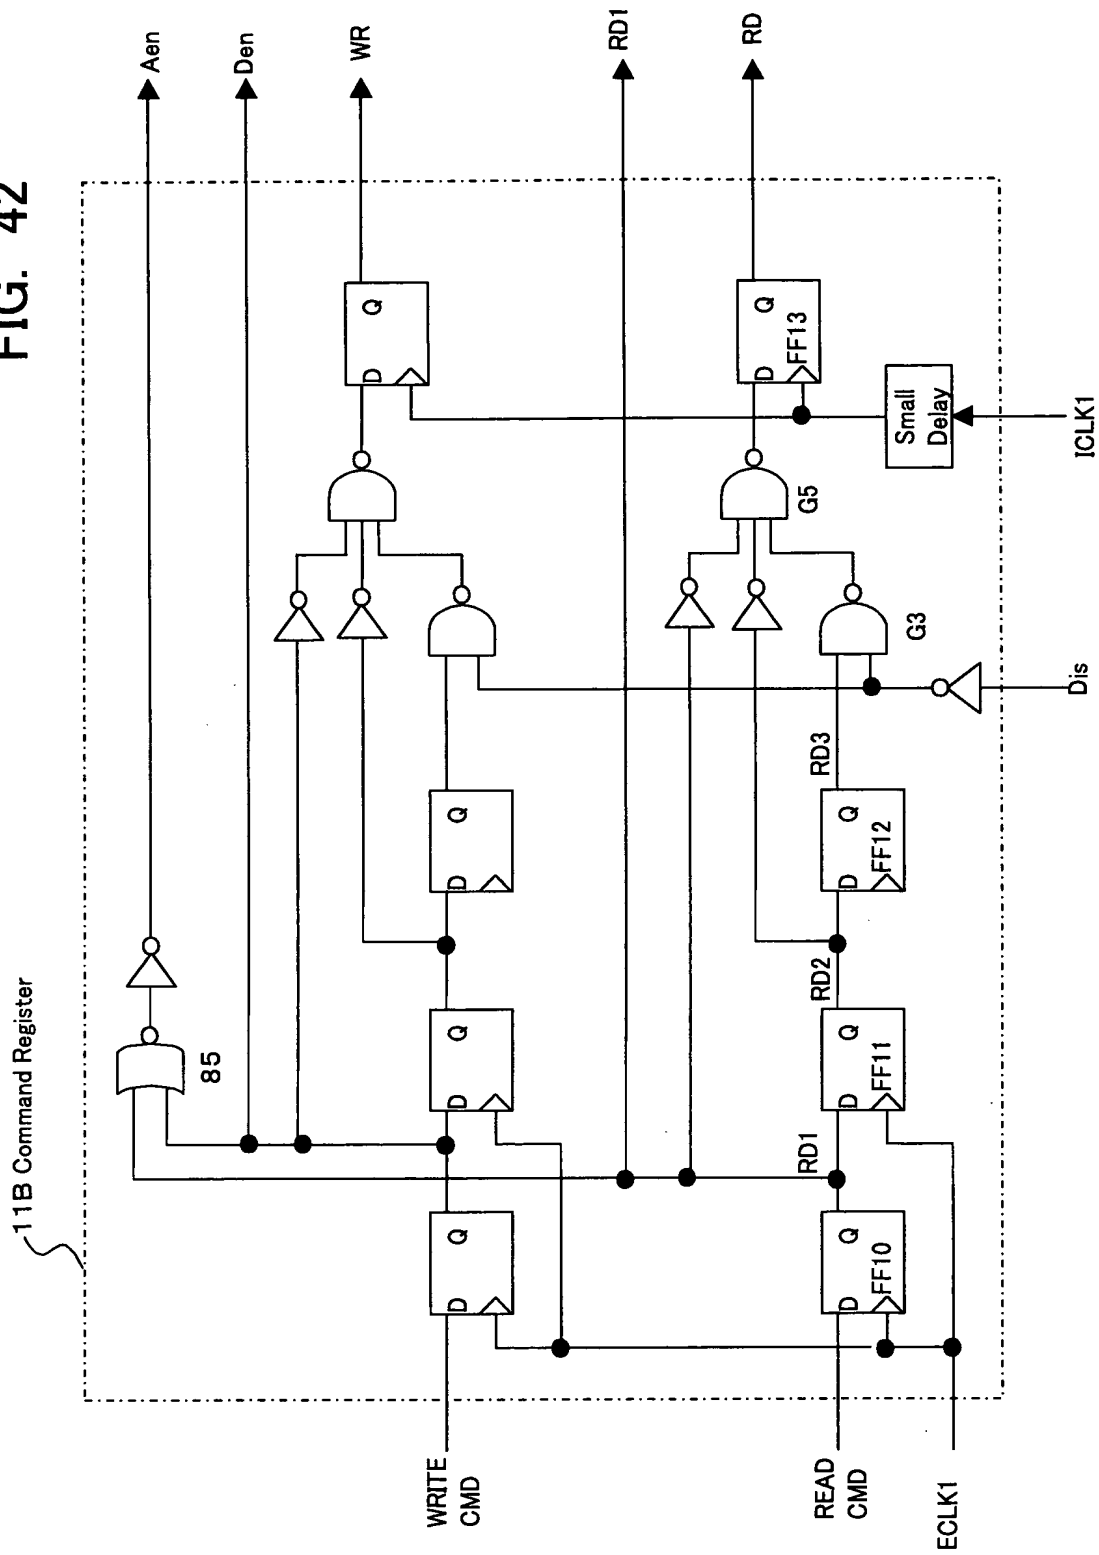 FIG. 42
11B Command Register
Aen
Den
WR
RD1
RD
85
D Q
D Q
D Q
D Q
WRITE
CMD
READ
CMD
ECLK1
D Q
FF10
RD1
D Q
FF11
RD2
D Q
FF12
RD3
G3
G5
D Q
FF13
Small
Delay
Dis
ICLK1